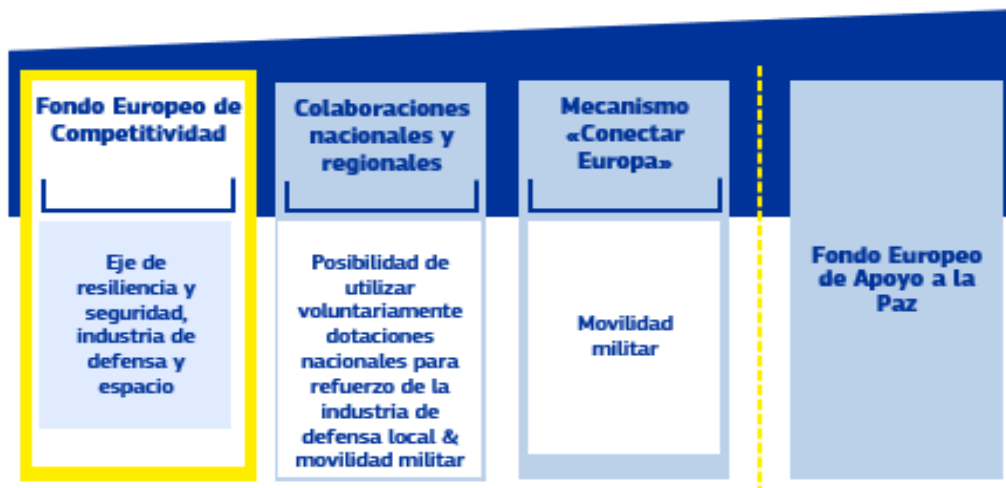 Fondo Europeo de
Competitividad
Eje de
resiliencia y
seguridad,
industria de
defensa y
espacio
Colaboraciones
nacionales y
regionales
Posibilidad de
utilizar
voluntariamente
dotaciones
nacionales para
refuerzo de la
industria de
defensa local &
movilidad militar
Mecanismo
«Conectar
Europa»
Movilidad
militar
Fondo Europeo
de Apoyo a la
Paz